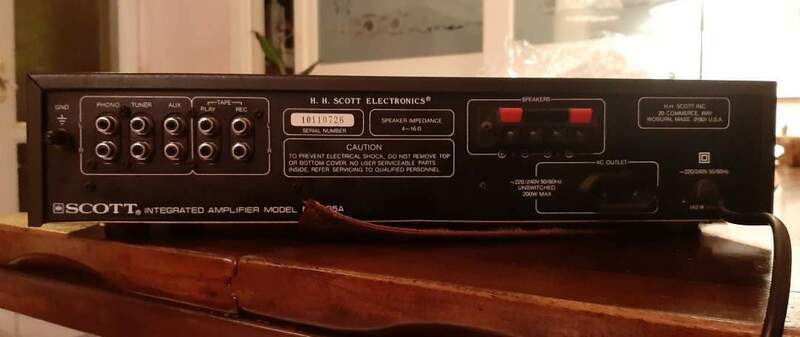 GND
PHONO TUNER AUX
TAPE
PLAY REC.
H. H. SCOTT ELECTRONICS®
10110726
SERIAL NUMBER
SPEAKER IMPEDANCE
4~16Ω
CAUTION
TO PREVENT ELECTRICAL SHOCK, DO NOT REMOVE TOP
OR BOTTOM COVER. NO USER SERVICEABLE PARTS
INSIDE, REFER SERVICING TO QUALIFIED PERSONNEL
SPEAKERS
H.H. SCOTT INC.
20 COMMERCE, WAY
WOBURN, MASS. 01801 U.S.A.
AC OUTLET
~220/240V 50/60Hz
UNSWITCHED
200W MAX
~220/240V 50/60Hz
SCOTT® INTEGRATED AMPLIFIER MODEL